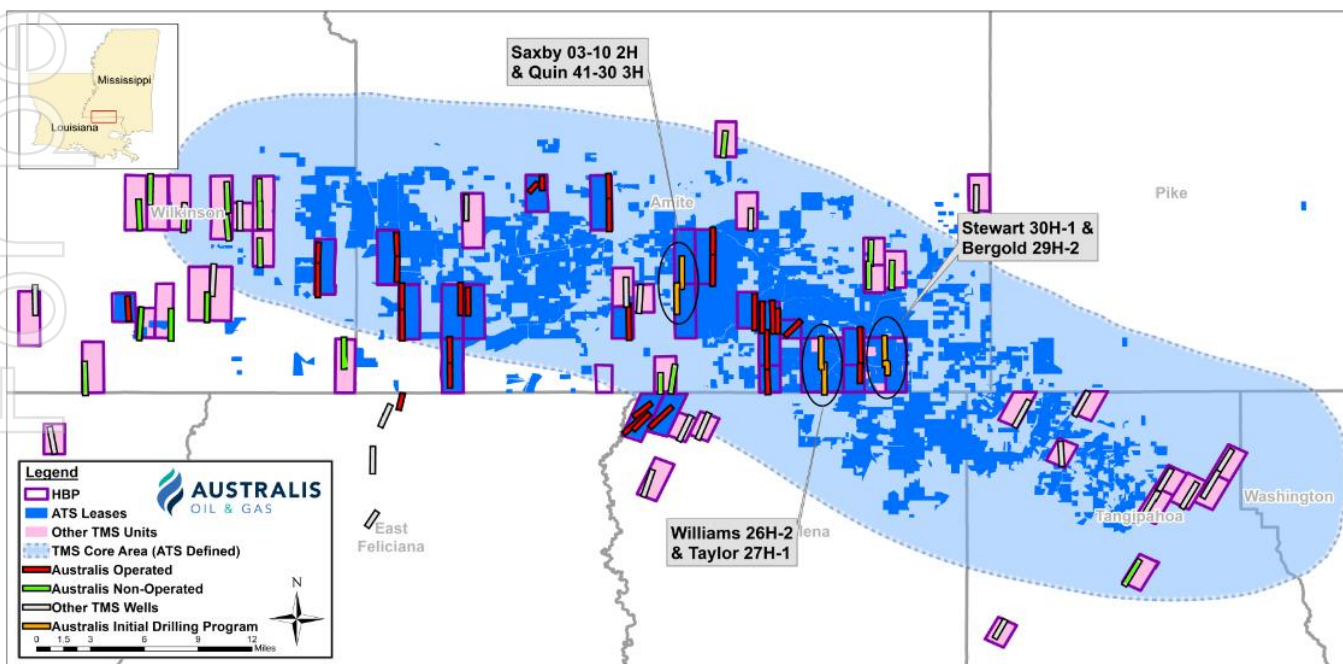 Mississippi
Louisiana
Saxby 03-10 2H
& Quin 41-30 3H
Wilkinson
Amite
Pike
Stewart 30H-1 &
Bergold 29H-2
Williams 26H-2
& Taylor 27H-1
lena
East
Feliciana
Tangipahoa
Washington
Legend
AUSTRALIS
OIL & GAS
HBP
ATS Leases
Other TMS Units
TMS Core Area (ATS Defined)
Australis Operated
Australis Non-Operated
Other TMS Wells
Australis Initial Drilling Program
N
0 1.5 3 6 9 12
Miles